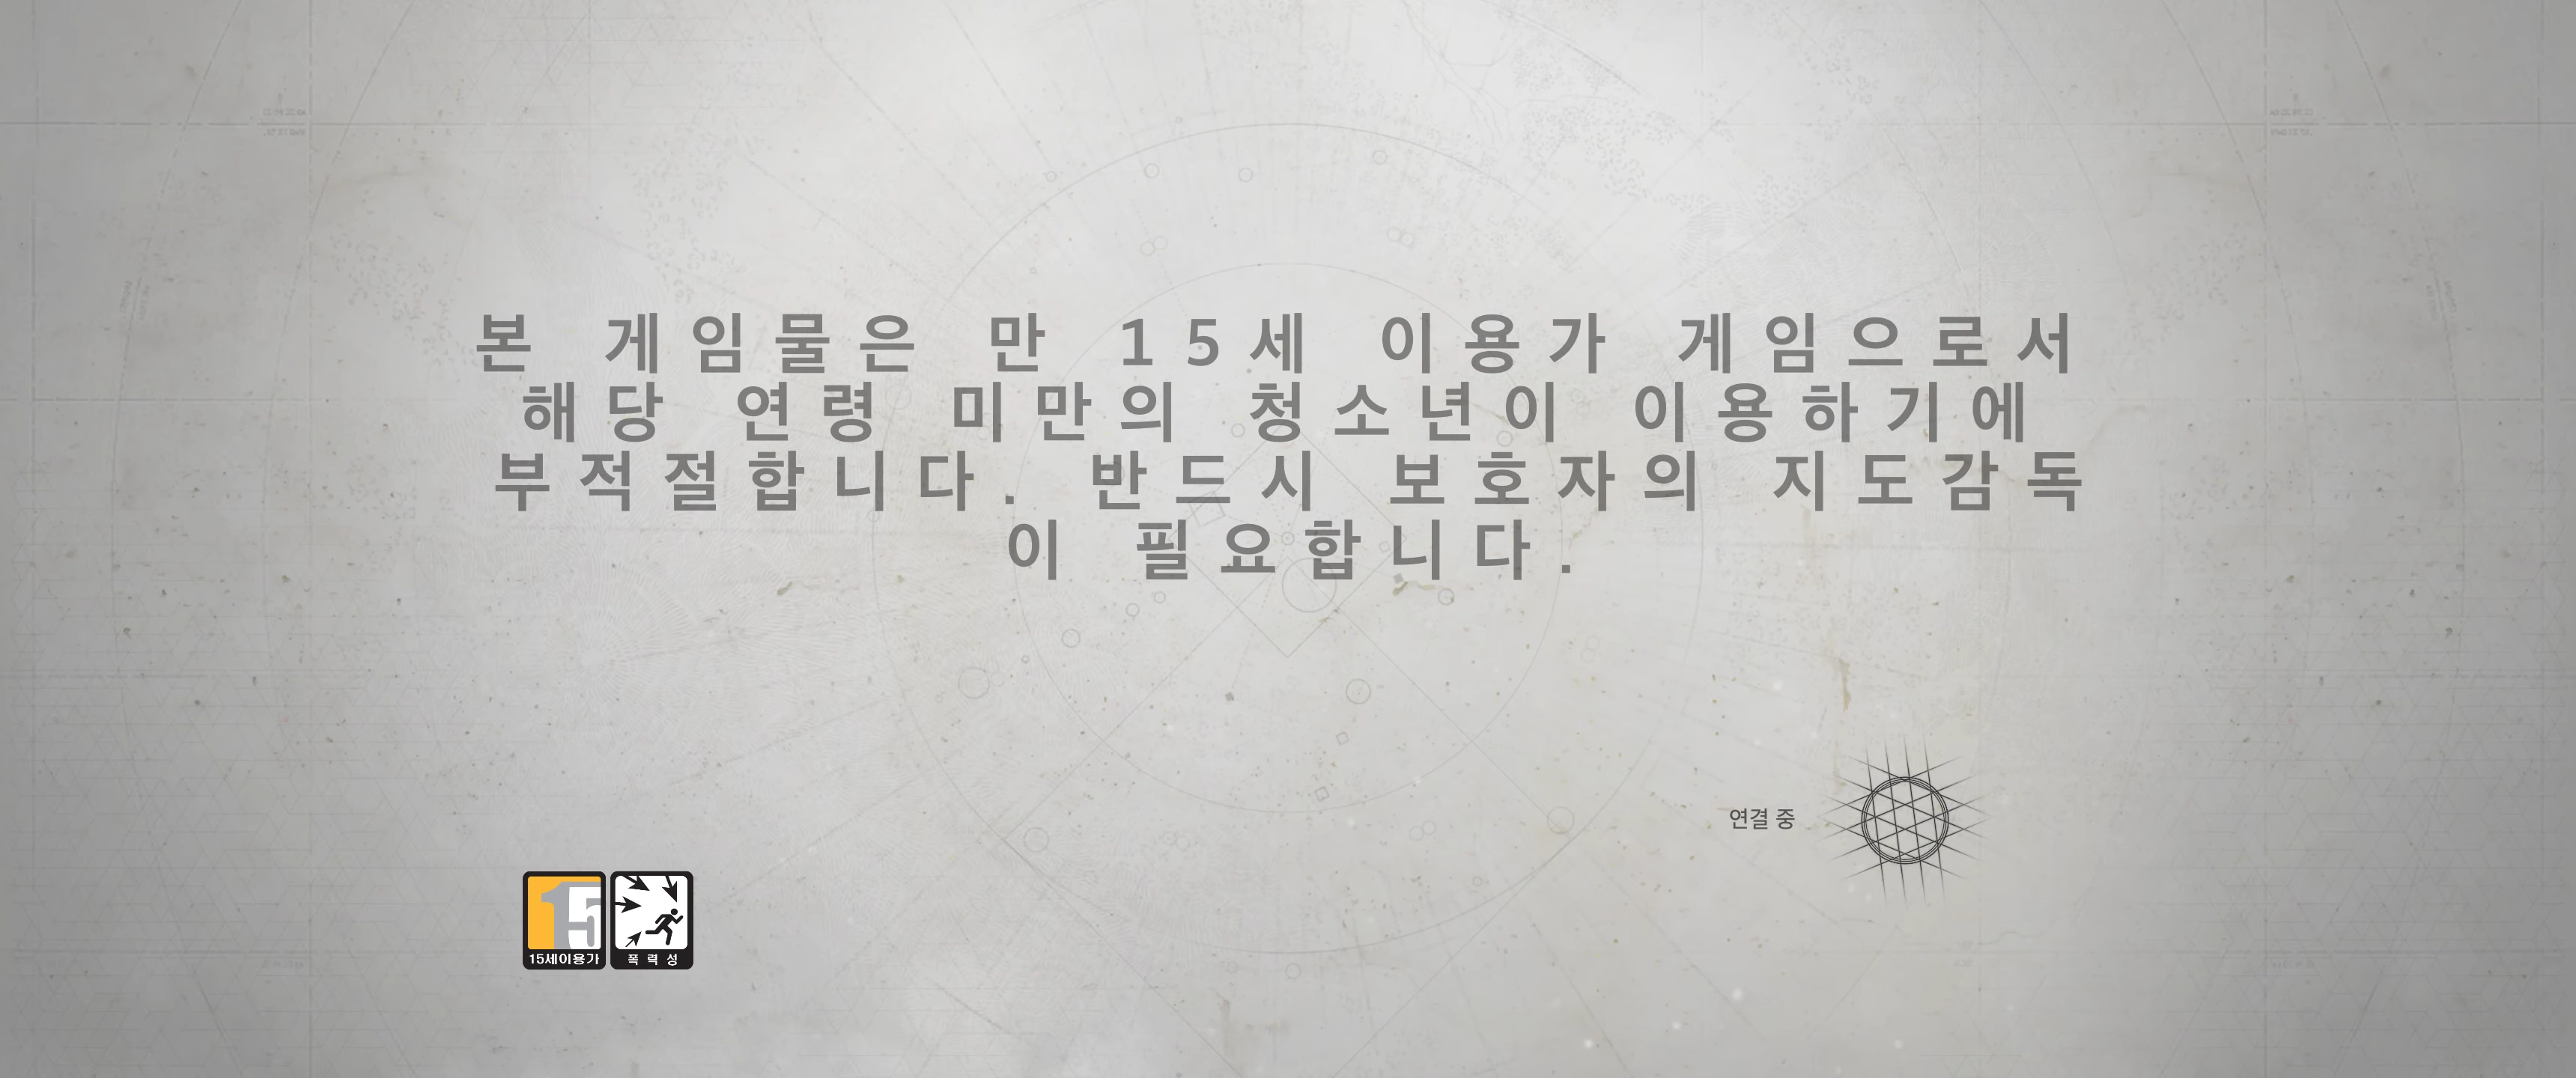 본 게임물은 만 15세 이용가 게임으로서
해당 연령 미만의 청소년이 이용하기에
부적절합니다. 반드시 보호자의 지도감독
이 필요합니다.
연결 중
15
15세이용가
폭력성